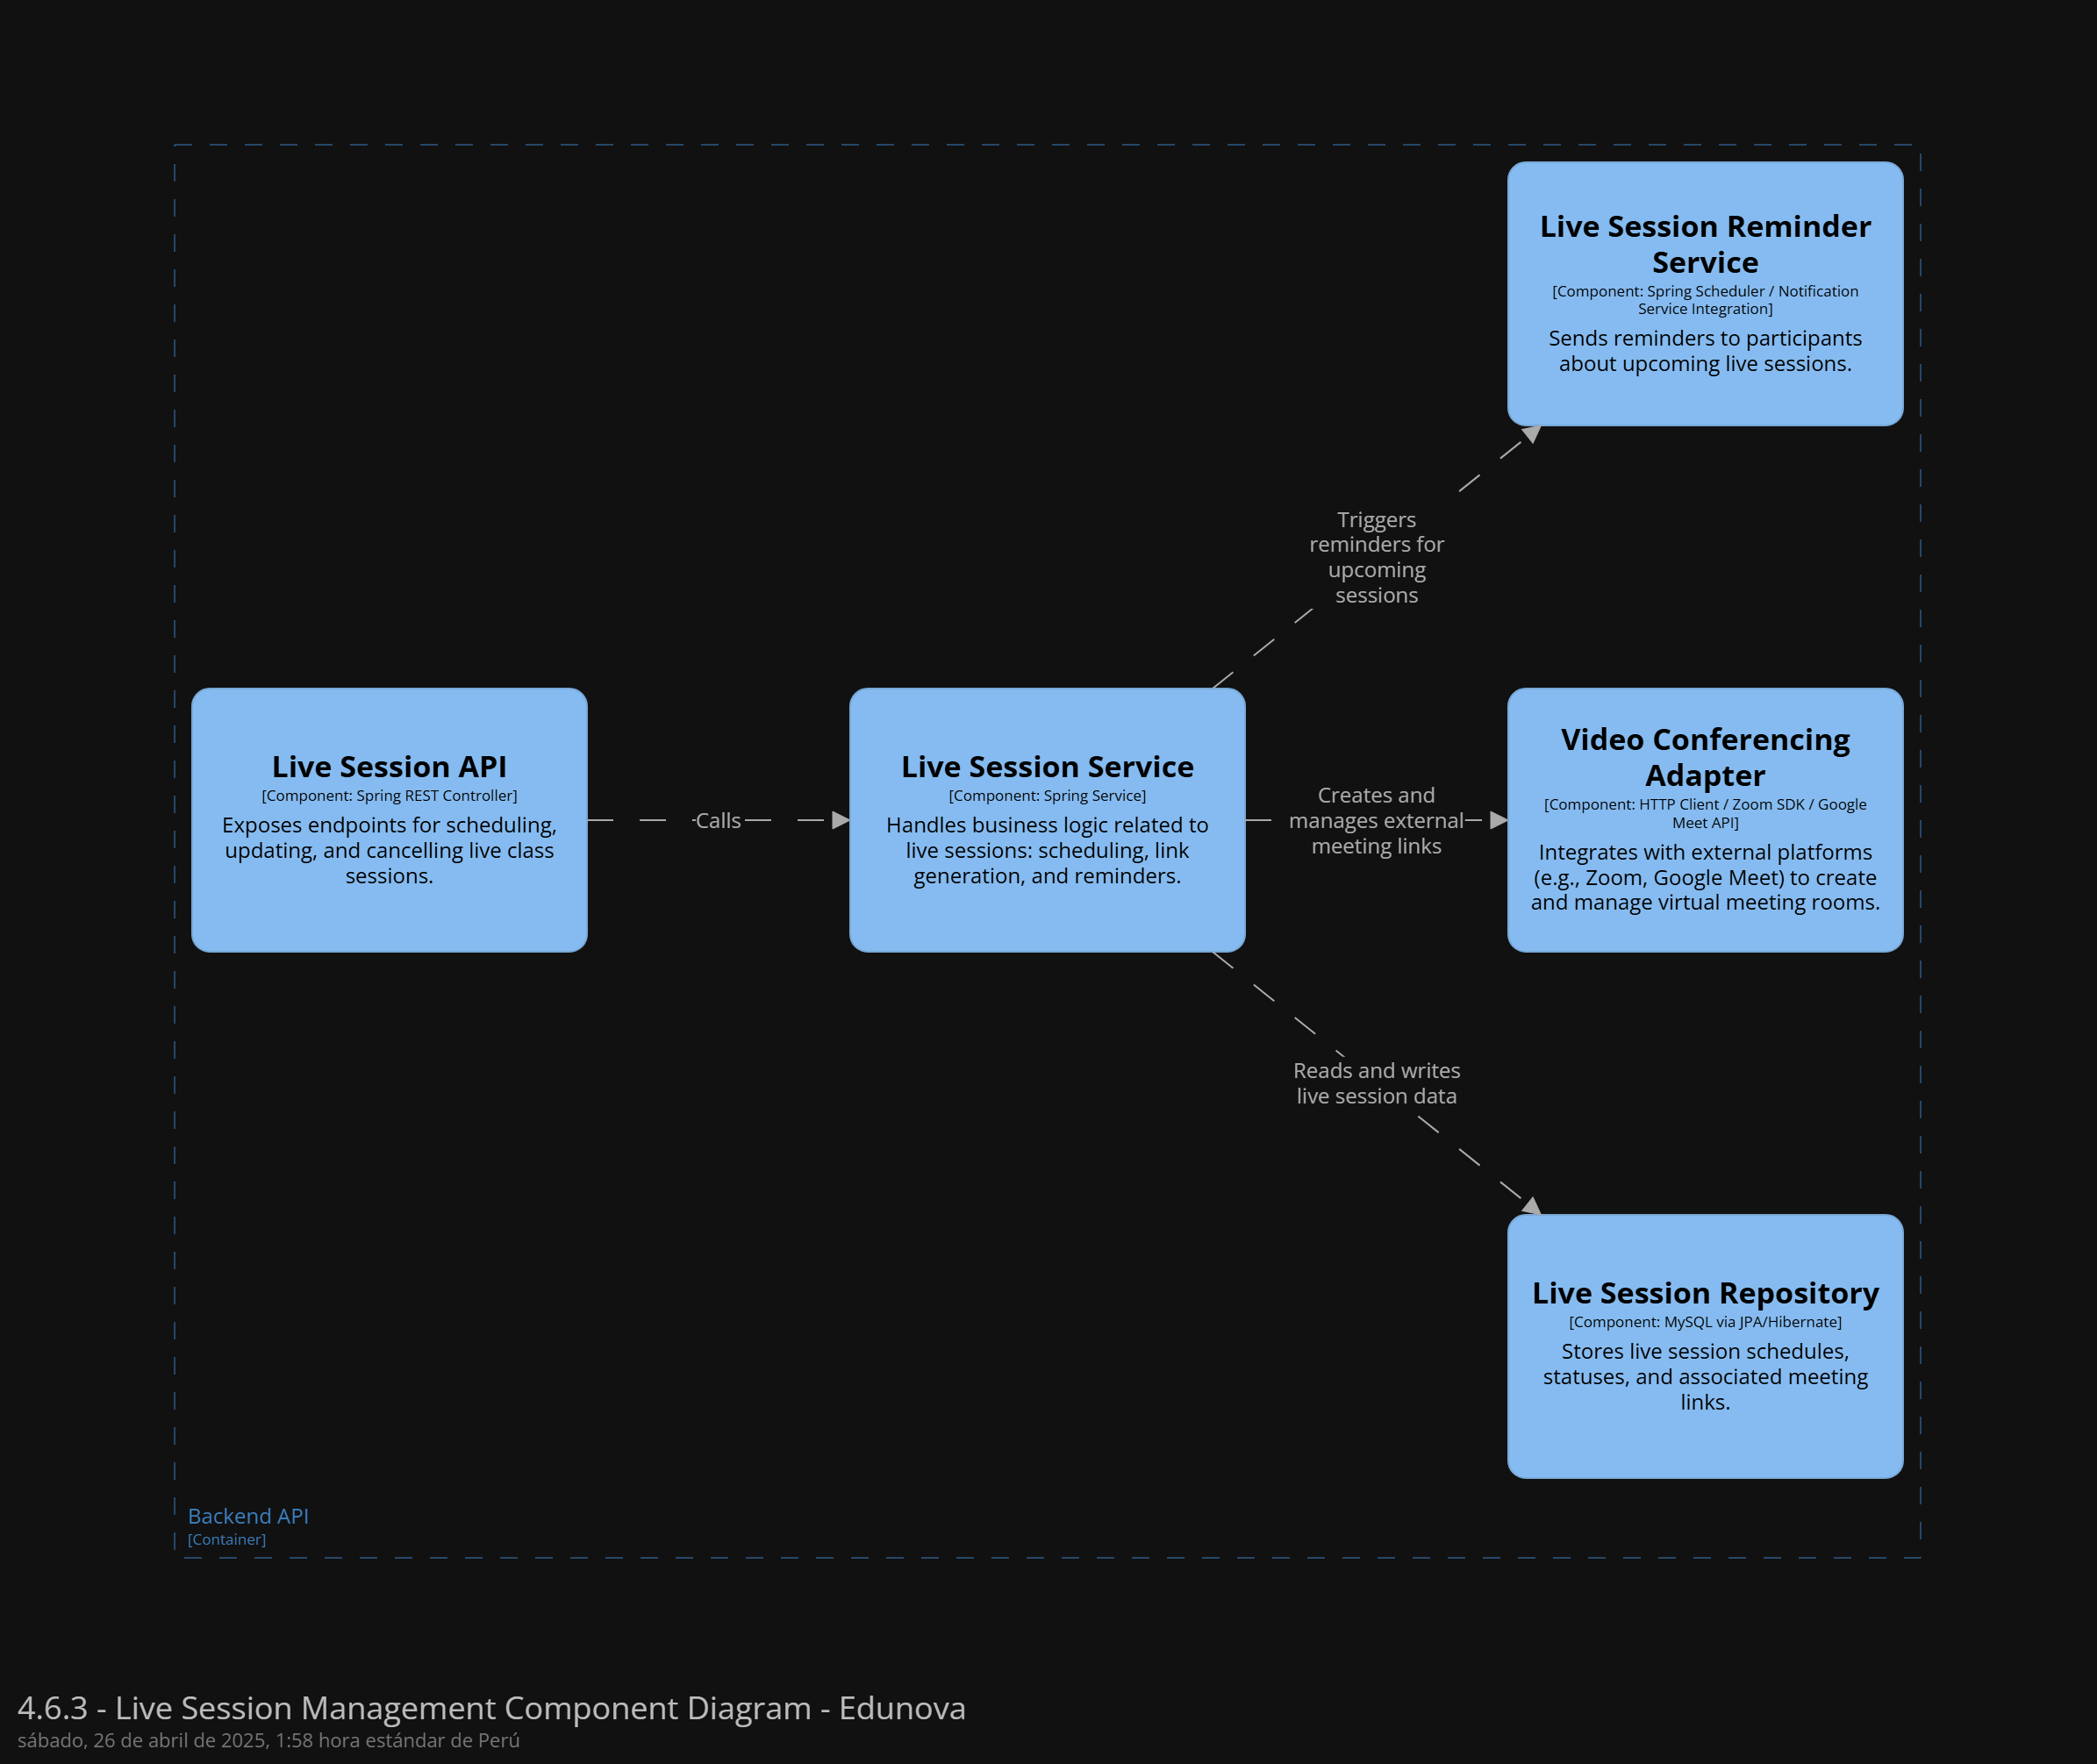 Live Session Reminder
Service
[Component: Spring Scheduler / Notification
Service Integration]
Sends reminders to participants
about upcoming live sessions.
Triggers
reminders for
upcoming
sessions
Live Session API
[Component: Spring REST Controller]
Exposes endpoints for scheduling,
updating, and cancelling live class
sessions.
Calls
Live Session Service
[Component: Spring Service]
Handles business logic related to
live sessions: scheduling, link
generation, and reminders.
Creates and
manages external
meeting links
Video Conferencing
Adapter
[Component: HTTP Client / Zoom SDK / Google
Meet API]
Integrates with external platforms
(e.g., Zoom, Google Meet) to create
and manage virtual meeting rooms.
Reads and writes
live session data
Live Session Repository
[Component: MySQL via JPA/Hibernate]
Stores live session schedules,
statuses, and associated meeting
links.
Backend API
[Container]
4.6.3 - Live Session Management Component Diagram - Edunova
sábado, 26 de abril de 2025, 1:58 hora estándar de Perú